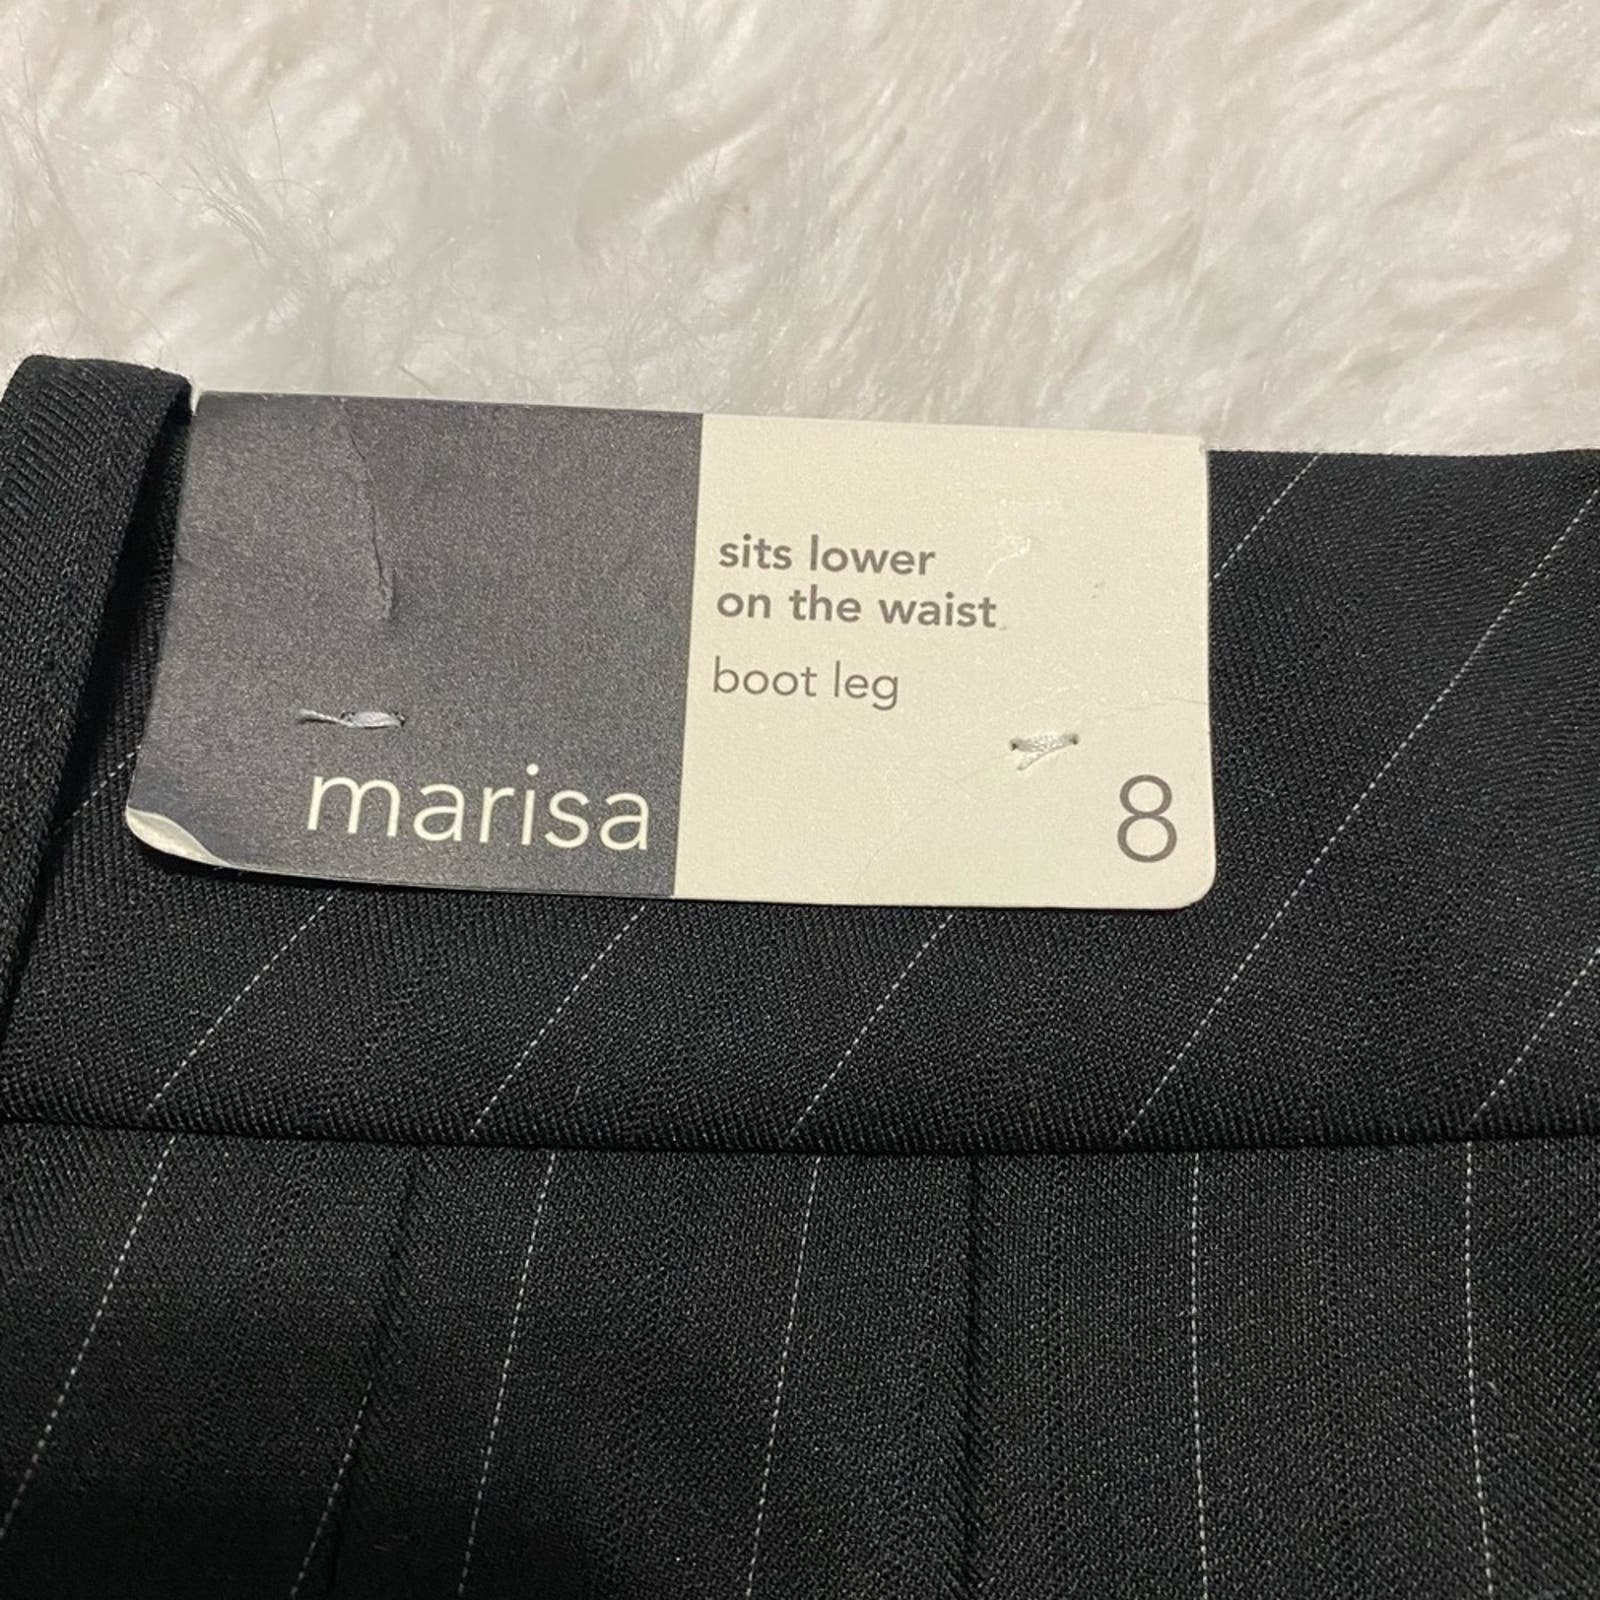 sits lower
on the waist
boot leg
marisa
8